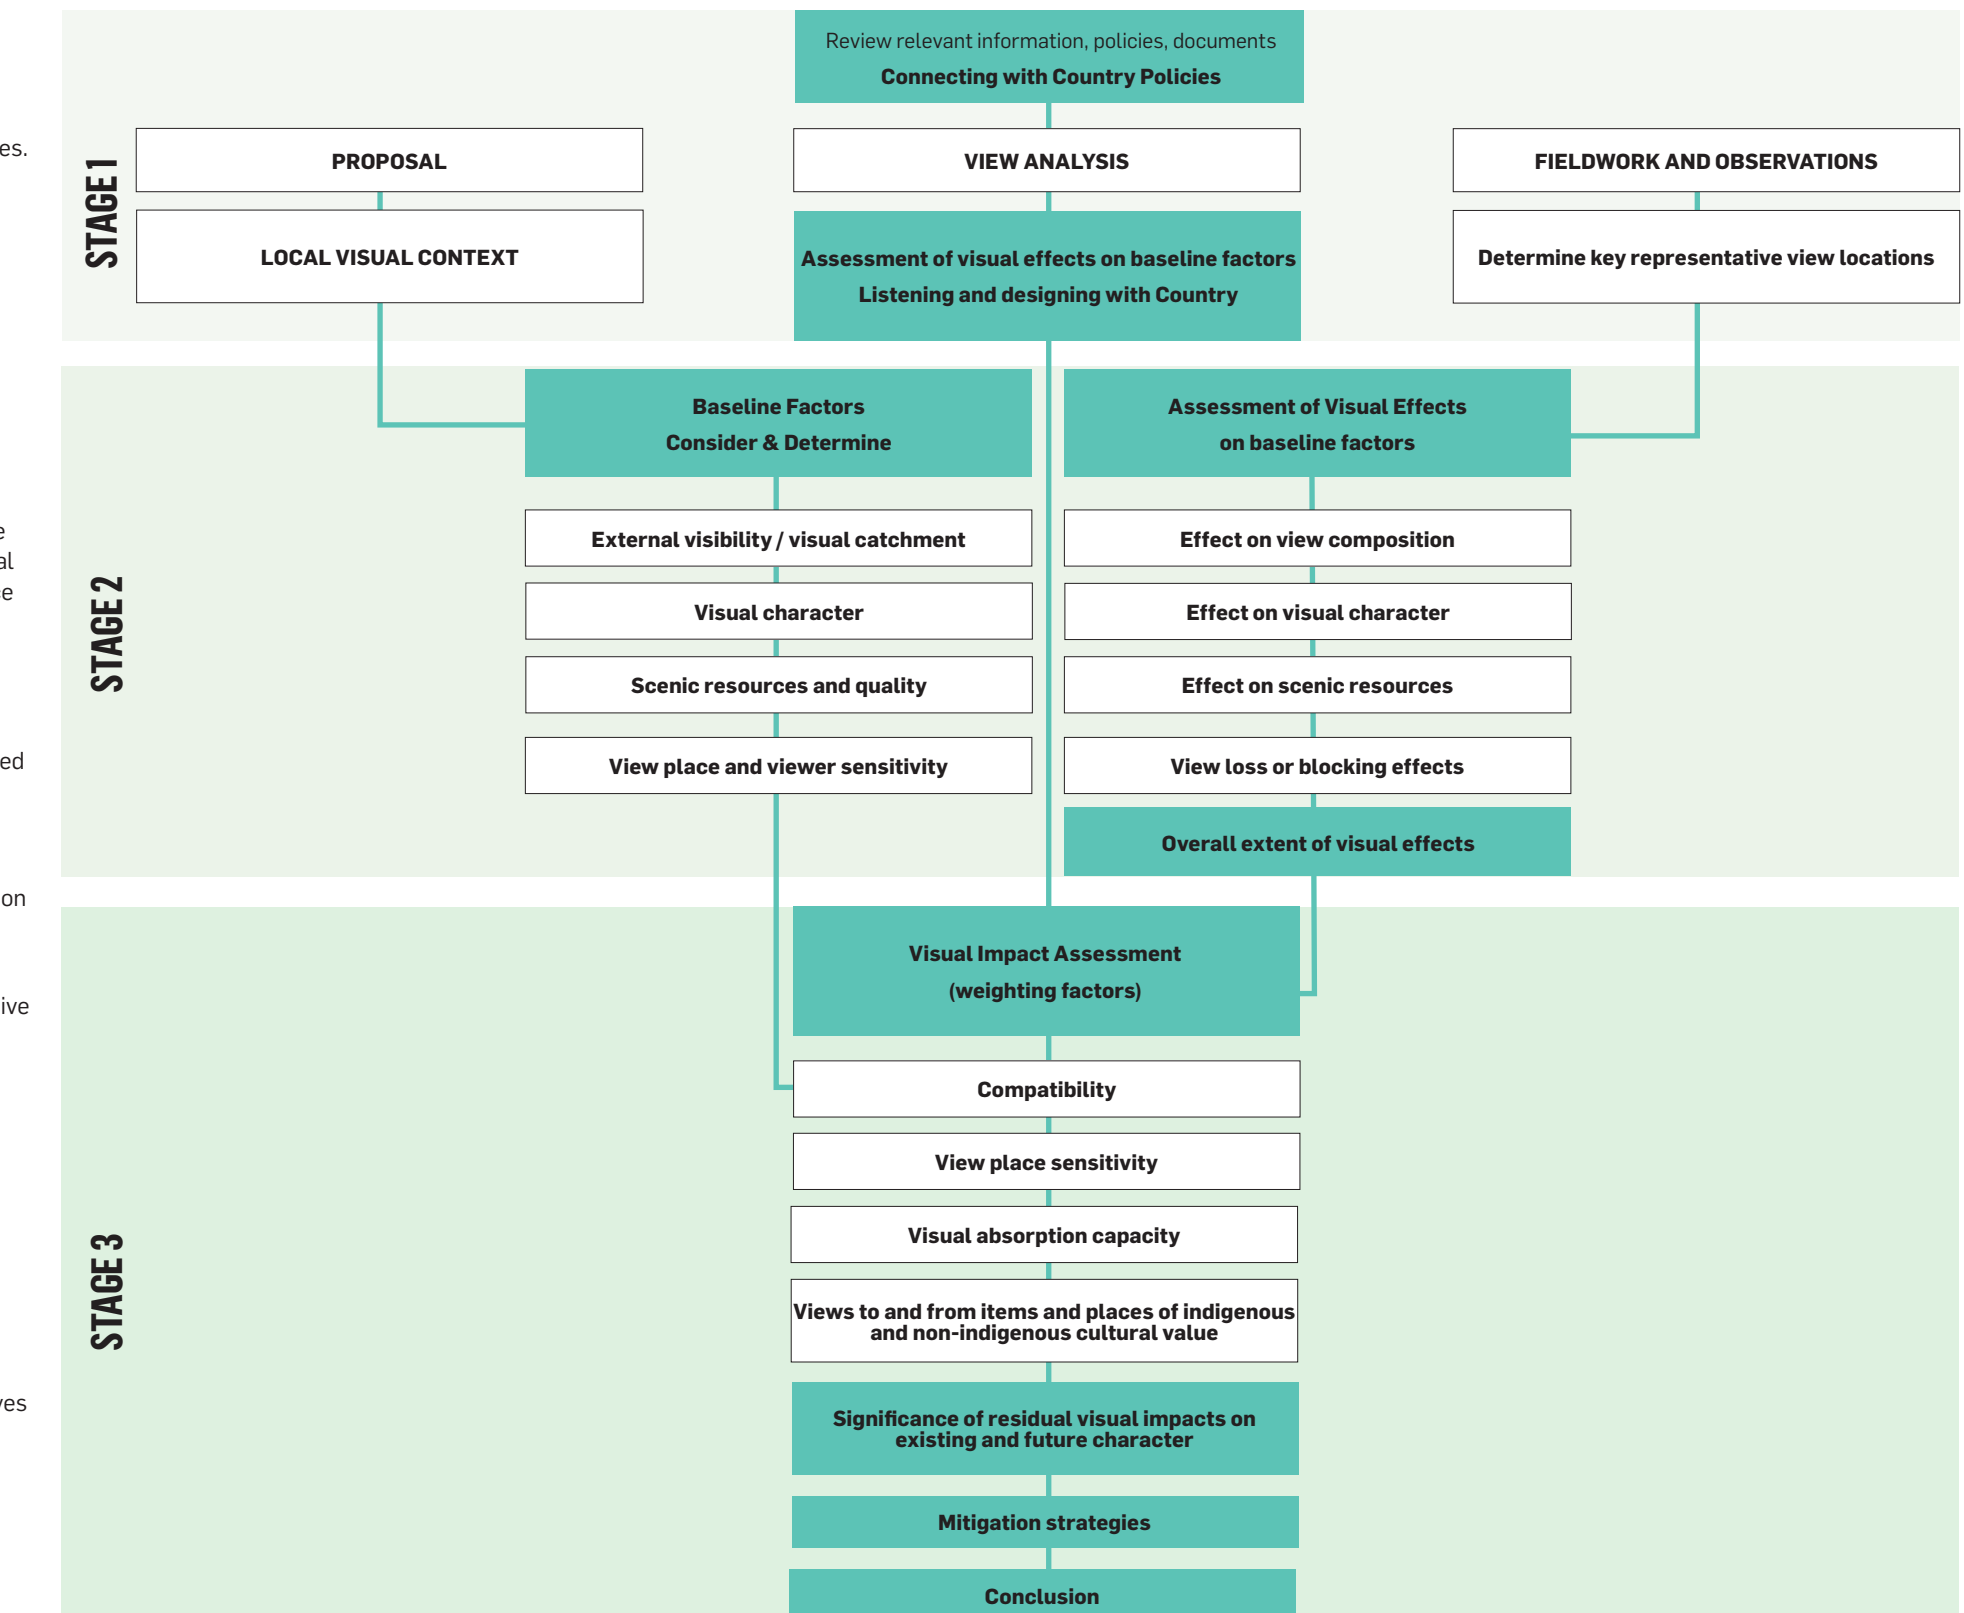 Review relevant information, policies, documents
Connecting with Country Policies
es.
STAGE 1
PROPOSAL
VIEW ANALYSIS
FIELDWORK AND OBSERVATIONS
LOCAL VISUAL CONTEXT
Assessment of visual effects on baseline factors
Listening and designing with Country
Determine key representative view locations
STAGE 2
Baseline Factors
Consider & Determine
Assessment of Visual Effects
on baseline factors
e
al
e
ed
on
External visibility / visual catchment
Effect on view composition
Visual character
Effect on visual character
Scenic resources and quality
Effect on scenic resources
View place and viewer sensitivity
View loss or blocking effects
Overall extent of visual effects
STAGE 3
Visual Impact Assessment
(weighting factors)
ive
Compatibility
View place sensitivity
Visual absorption capacity
Views to and from items and places of indigenous
and non-indigenous cultural value
ves
Significance of residual visual impacts on
existing and future character
Mitigation strategies
Conclusion